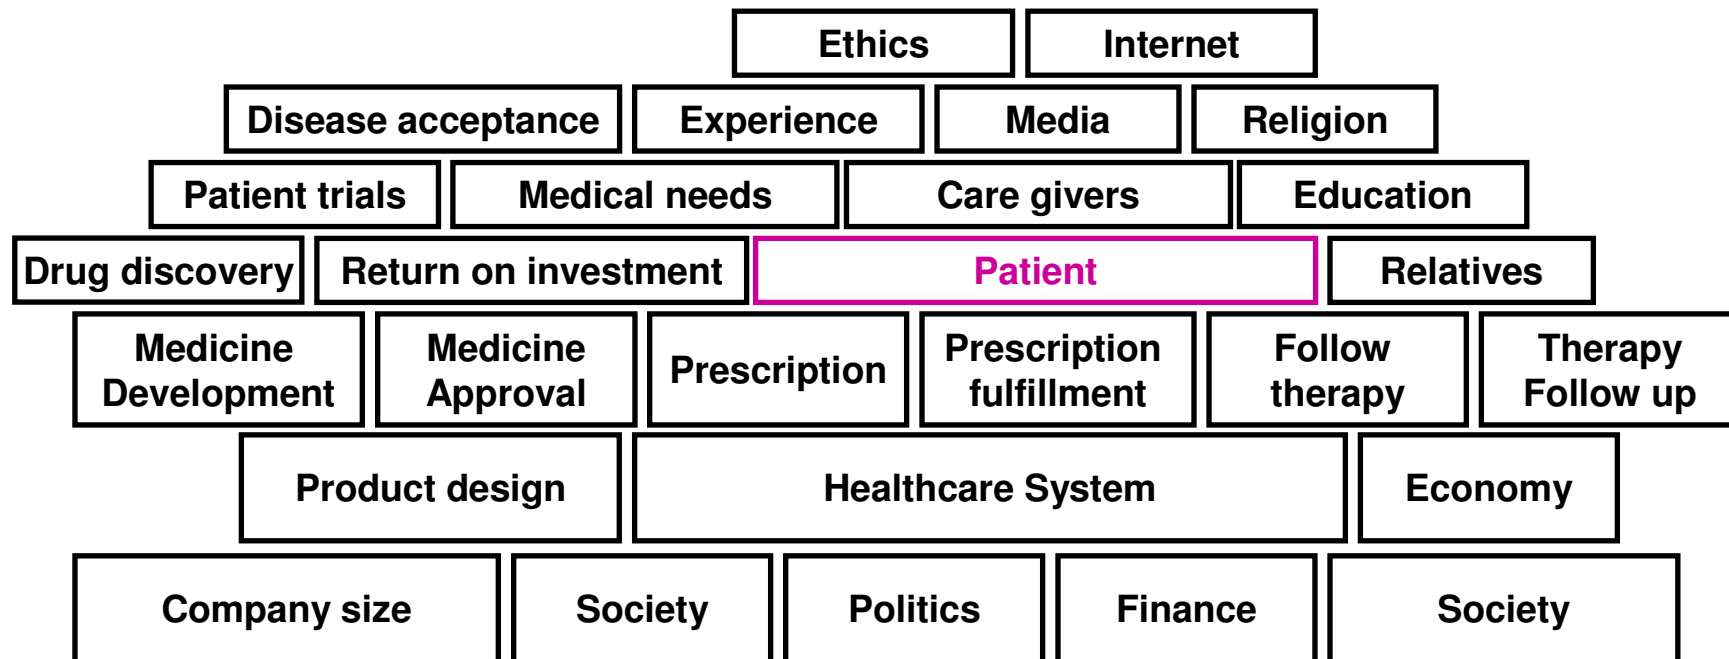 Ethics Internet
Disease acceptance Experience Media Religion
Patient trials Medical needs Care givers Education
Drug discovery Return on investment Patient Relatives
Medicine Development Medicine Approval Prescription Prescription fulfillment Follow therapy Therapy Follow up
Product design Healthcare System Economy
Company size Society Politics Finance Society